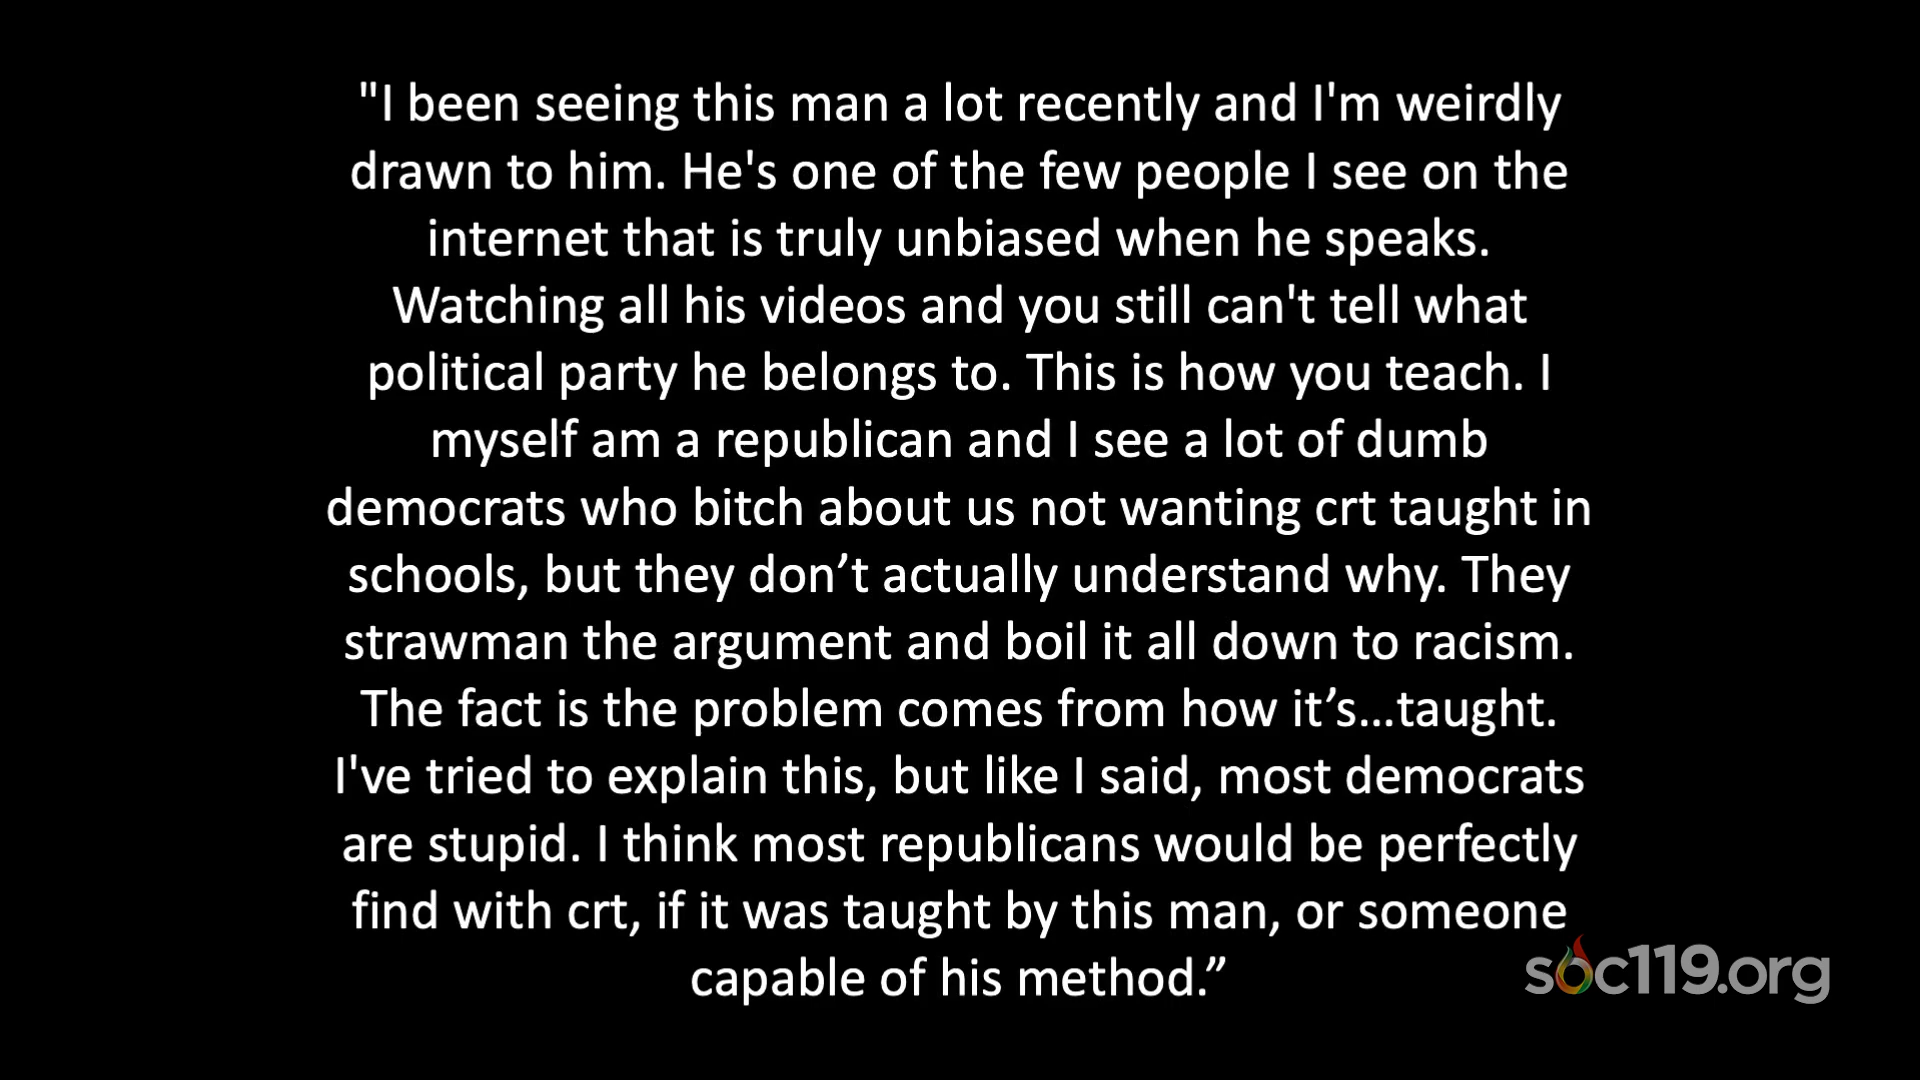 "I been seeing this man a lot recently and I'm weirdly
drawn to him. He's one of the few people I see on the
internet that is truly unbiased when he speaks.
Watching all his videos and you still can't tell what
political party he belongs to. This is how you teach. I
myself am a republican and I see a lot of dumb
democrats who bitch about us not wanting crt taught in
schools, but they don’t actually understand why. They
strawman the argument and boil it all down to racism.
The fact is the problem comes from how it’s...taught.
I've tried to explain this, but like I said, most democrats
are stupid. I think most republicans would be perfectly
find with crt, if it was taught by this man, or someone
capable of his method.”
soc119.org